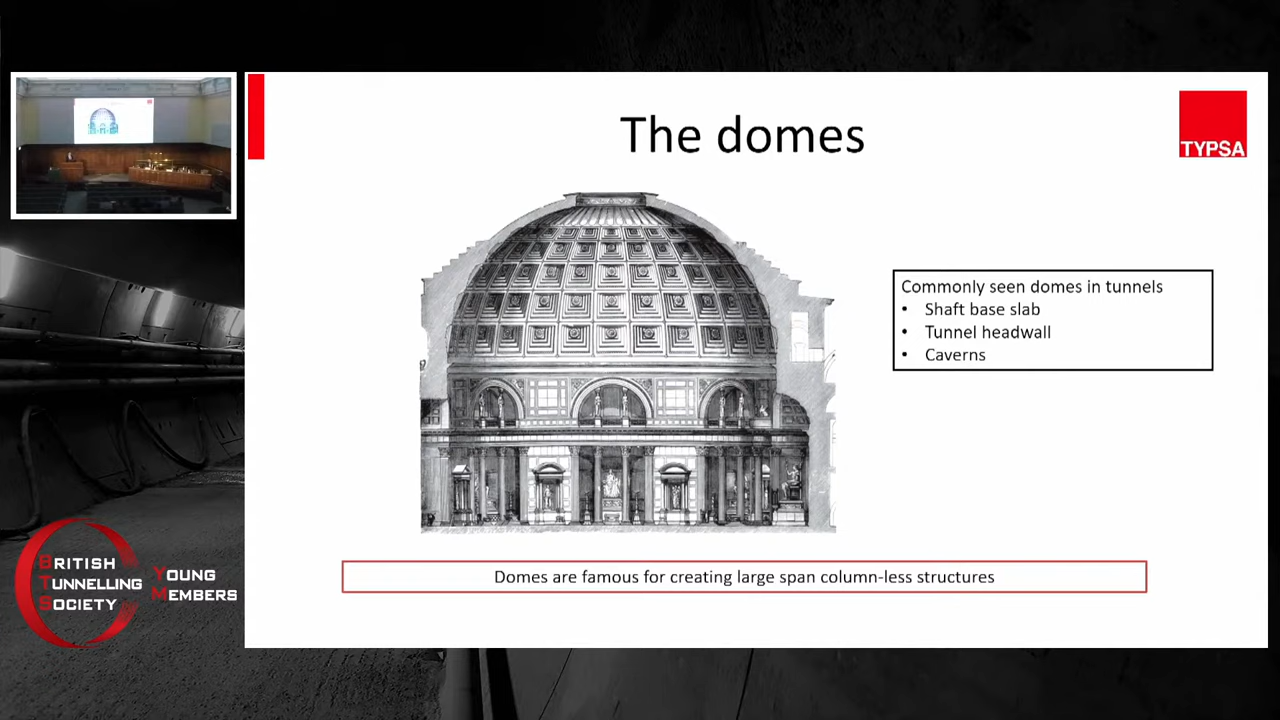 The domes
TYPSA
Commonly seen domes in tunnels
• Shaft base slab
• Tunnel headwall
• Caverns
Domes are famous for creating large span column-less structures
BRITISH
TUNNELLING
SOCIETY
YOUNG
MEMBERS